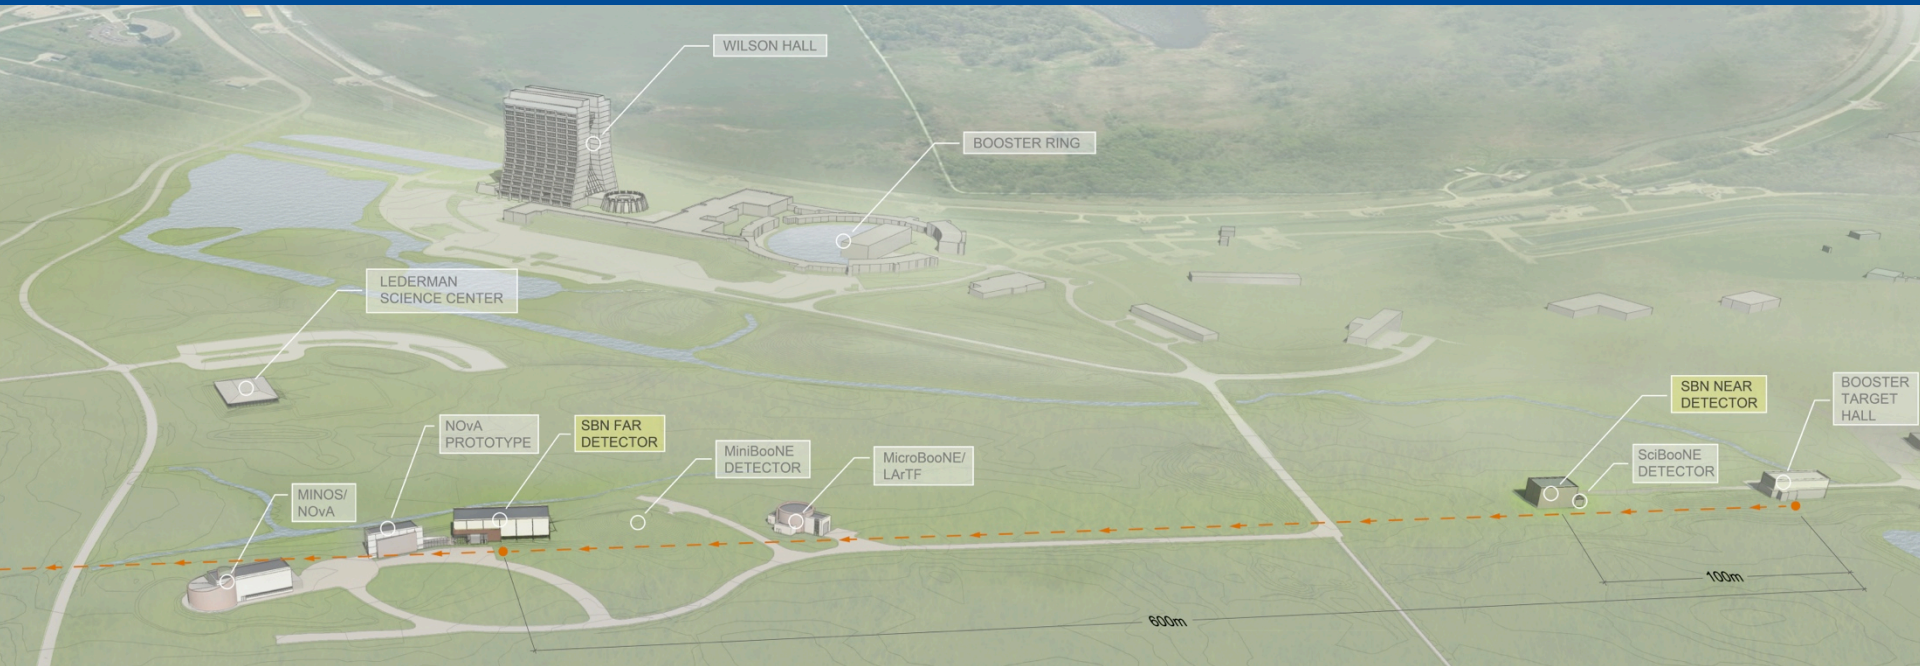 WILSON HALL
BOOSTER RING
LEDERMAN
SCIENCE CENTER
SBN NEAR
DETECTOR
BOOSTER
TARGET
HALL
NOvA
PROTOTYPE
SBN FAR
DETECTOR
MiniBooNE
DETECTOR
MicroBooNE/
LArTF
SciBooNE
DETECTOR
MINOS/
NOvA
100m
600m